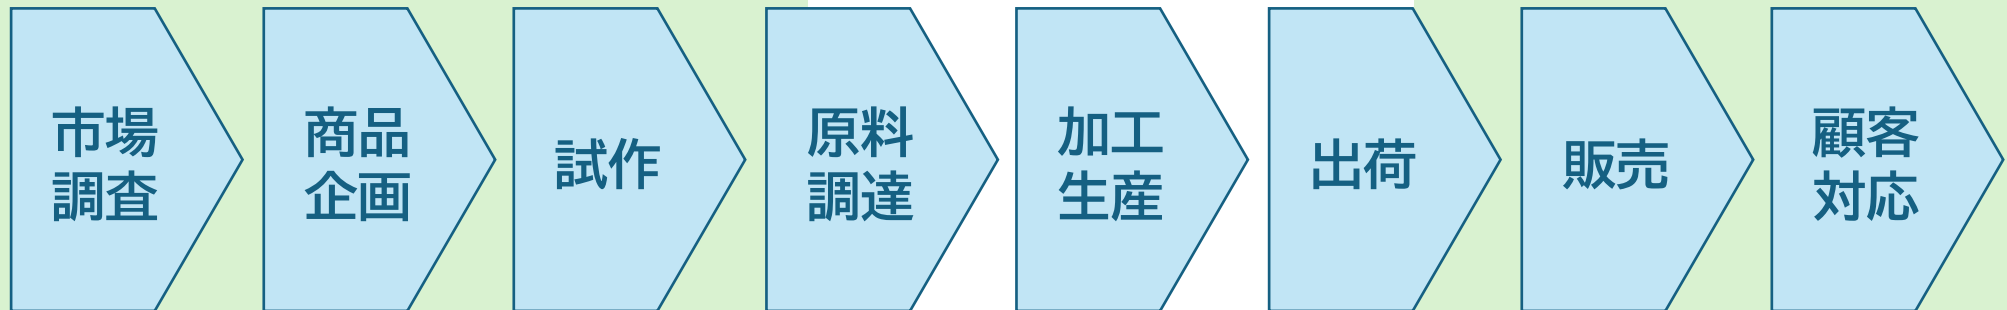 市場
調査
商品
企画
試作
原料
調達
加工
生産
出荷
販売
顧客
対応